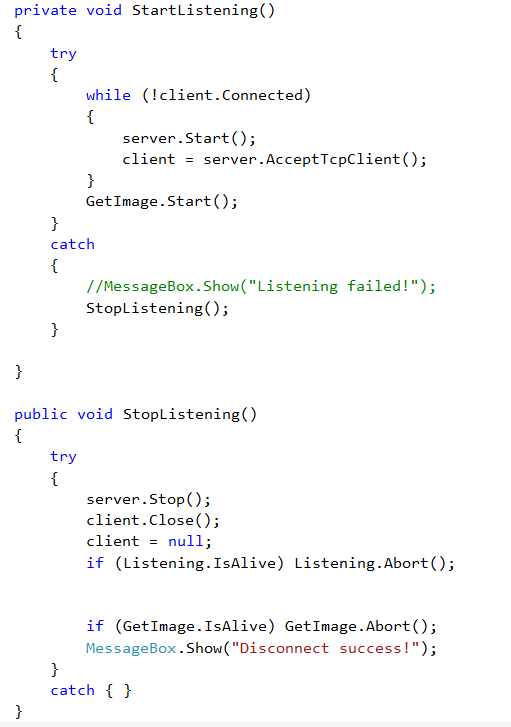 private void StartListening()
{
    try
    {
        while (!client.Connected)
        {
            server.Start();
            client = server.AcceptTcpClient();
        }
        GetImage.Start();
    }
    catch
    {
        //MessageBox.Show("Listening failed!");
        StopListening();
    }

}

public void StopListening()
{
    try
    {
        server.Stop();
        client.Close();
        client = null;
        if (Listening.IsAlive) Listening.Abort();


        if (GetImage.IsAlive) GetImage.Abort();
        MessageBox.Show("Disconnect success!");
    }
    catch { }
}